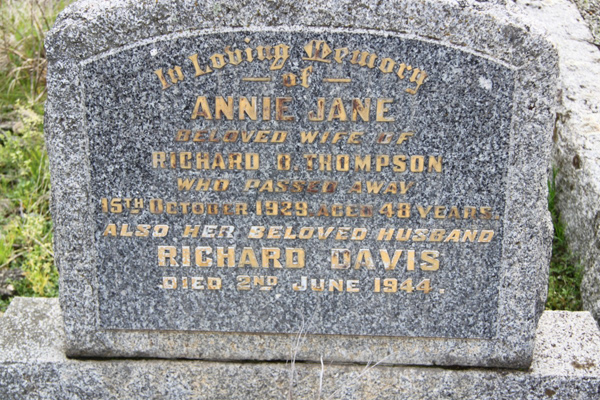 In Loving Memory
of
ANNIE JANE
BELOVED WIFE OF
RICHARD D. THOMPSON
WHO PASSED AWAY
15TH OCTOBER 1929 AGED 48 YEARS.
ALSO HER BELOVED HUSBAND
RICHARD DAVIS
DIED 2ND JUNE 1944.